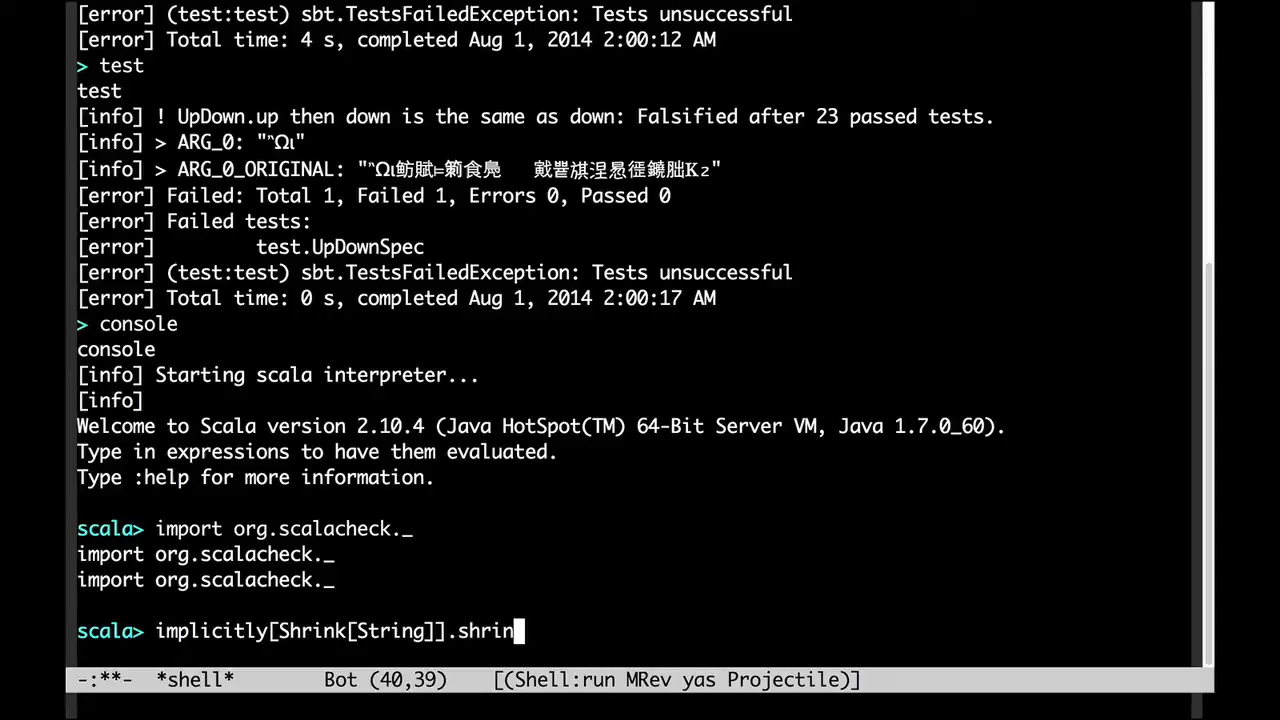 [error] (test:test) sbt.TestsFailedException: Tests unsuccessful
[error] Total time: 4 s, completed Aug 1, 2014 2:00:12 AM
> test
test
[info] ! UpDown.up then down is the same as down: Falsified after 23 passed tests.
[info] > ARG_0:
[info] > ARG_0_ORIGINAL:
[error] Failed: Total 1, Failed 1, Errors 0, Passed 0
[error] Failed tests:
[error] test.UpDownSpec
[error] (test:test) sbt.TestsFailedException: Tests unsuccessful
[error] Total time: 0 s, completed Aug 1, 2014 2:00:17 AM
> console
console
[info] Starting scala interpreter...
[info]
Welcome to Scala version 2.10.4 (Java HotSpot(TM) 64-Bit Server VM, Java 1.7.0_60).
Type in expressions to have them evaluated.
Type :help for more information.
scala> import org.scalacheck._
import org.scalacheck._
import org.scalacheck._
scala> implicitly[Shrink[String]].shrin
-:**- *shell* Bot (40,39) [(Shell:run MRev yas Projectile)]